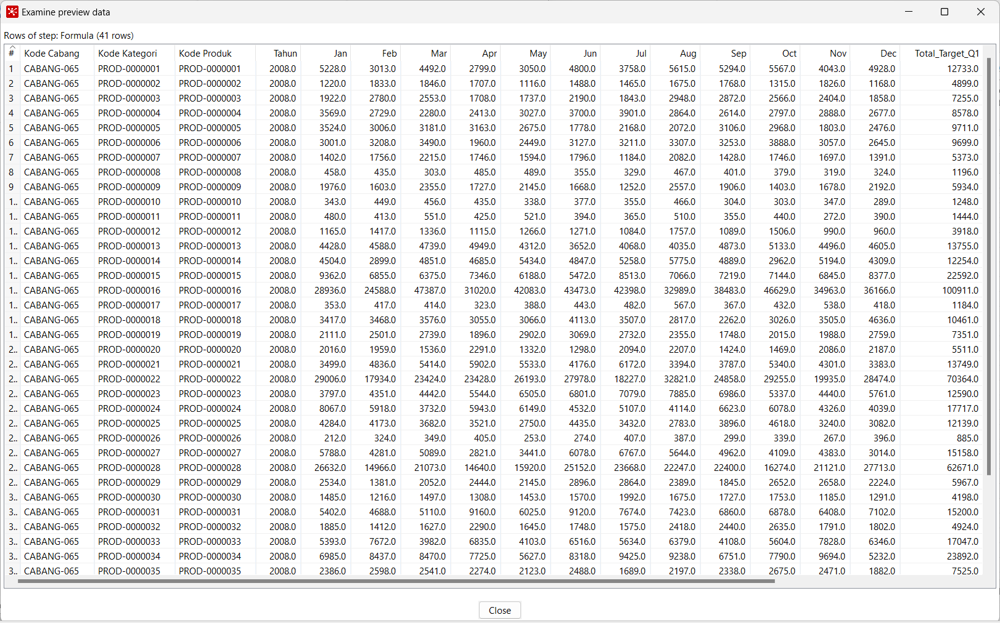 Examine preview data
Rows of step: Formula (41 rows)
# Kode Cabang Kode Kategori Kode Produk Tahun Jan Feb Mar Apr May Jun Jul Aug Sep Oct Nov Dec Total_Target_Q1
1 CABANG-065 PROD-0000001 PROD-0000001 2008.0 5228.0 3013.0 4492.0 2799.0 3050.0 4800.0 3758.0 5615.0 5294.0 5567.0 4043.0 4928.0 12733.0
2 CABANG-065 PROD-0000002 PROD-0000002 2008.0 1220.0 1833.0 1846.0 1707.0 1116.0 1488.0 1465.0 1675.0 1768.0 1315.0 1826.0 1168.0 4899.0
3 CABANG-065 PROD-0000003 PROD-0000003 2008.0 1922.0 2780.0 2553.0 1708.0 1737.0 2190.0 1843.0 2948.0 2872.0 2566.0 2404.0 1858.0 7255.0
4 CABANG-065 PROD-0000004 PROD-0000004 2008.0 3569.0 2729.0 2280.0 2413.0 3027.0 3700.0 3901.0 2864.0 2614.0 2797.0 2888.0 2677.0 8578.0
5 CABANG-065 PROD-0000005 PROD-0000005 2008.0 3524.0 3006.0 3181.0 3163.0 2675.0 1778.0 2168.0 2072.0 3106.0 2968.0 1803.0 2476.0 9711.0
6 CABANG-065 PROD-0000006 PROD-0000006 2008.0 3001.0 3208.0 3490.0 1960.0 2449.0 3127.0 3211.0 3307.0 3253.0 3888.0 3057.0 2645.0 9699.0
7 CABANG-065 PROD-0000007 PROD-0000007 2008.0 1402.0 1756.0 2215.0 1746.0 1594.0 1796.0 1184.0 2082.0 1428.0 1746.0 1697.0 1391.0 5373.0
8 CABANG-065 PROD-0000008 PROD-0000008 2008.0 458.0 435.0 303.0 485.0 489.0 355.0 329.0 467.0 401.0 379.0 319.0 324.0 1196.0
9 CABANG-065 PROD-0000009 PROD-0000009 2008.0 1976.0 1603.0 2355.0 1727.0 2145.0 1668.0 1252.0 2557.0 1906.0 1403.0 1678.0 2192.0 5934.0
1.. CABANG-065 PROD-0000010 PROD-0000010 2008.0 343.0 449.0 456.0 435.0 338.0 377.0 355.0 466.0 304.0 303.0 347.0 289.0 1248.0
1.. CABANG-065 PROD-0000011 PROD-0000011 2008.0 480.0 413.0 551.0 425.0 521.0 394.0 365.0 510.0 355.0 440.0 272.0 390.0 1444.0
1.. CABANG-065 PROD-0000012 PROD-0000012 2008.0 1165.0 1417.0 1336.0 1115.0 1266.0 1271.0 1084.0 1757.0 1089.0 1506.0 990.0 960.0 3918.0
1.. CABANG-065 PROD-0000013 PROD-0000013 2008.0 4428.0 4588.0 4739.0 4949.0 4312.0 3652.0 4068.0 4035.0 4873.0 5133.0 4496.0 4605.0 13755.0
1.. CABANG-065 PROD-0000014 PROD-0000014 2008.0 4504.0 2899.0 4851.0 4685.0 5434.0 4847.0 5258.0 5775.0 4889.0 2962.0 5194.0 4309.0 12254.0
1.. CABANG-065 PROD-0000015 PROD-0000015 2008.0 9362.0 6855.0 6375.0 7346.0 6188.0 5472.0 8513.0 7066.0 7219.0 7144.0 6845.0 8377.0 22592.0
1.. CABANG-065 PROD-0000016 PROD-0000016 2008.0 28936.0 24588.0 47387.0 31020.0 42083.0 43473.0 42398.0 32989.0 38483.0 46629.0 34963.0 36166.0 100911.0
1.. CABANG-065 PROD-0000017 PROD-0000017 2008.0 353.0 417.0 414.0 323.0 388.0 443.0 482.0 567.0 367.0 432.0 538.0 418.0 1184.0
1.. CABANG-065 PROD-0000018 PROD-0000018 2008.0 3417.0 3468.0 3576.0 3055.0 3066.0 4113.0 3507.0 2817.0 2262.0 3026.0 3505.0 4636.0 10461.0
1.. CABANG-065 PROD-0000019 PROD-0000019 2008.0 2111.0 2501.0 2739.0 1896.0 2902.0 3069.0 2732.0 2355.0 1748.0 2015.0 1988.0 2759.0 7351.0
2.. CABANG-065 PROD-0000020 PROD-0000020 2008.0 2016.0 1959.0 1536.0 2291.0 1332.0 1298.0 2094.0 2207.0 1424.0 1469.0 2086.0 2187.0 5511.0
2.. CABANG-065 PROD-0000021 PROD-0000021 2008.0 3499.0 4836.0 5414.0 5902.0 5533.0 4176.0 6172.0 3394.0 3787.0 5340.0 4301.0 3383.0 13749.0
2.. CABANG-065 PROD-0000022 PROD-0000022 2008.0 29006.0 17934.0 23424.0 23428.0 26193.0 27978.0 18227.0 32821.0 24858.0 29255.0 19935.0 28474.0 70364.0
2.. CABANG-065 PROD-0000023 PROD-0000023 2008.0 3797.0 4351.0 4442.0 5544.0 6505.0 6801.0 7079.0 7885.0 6986.0 5337.0 4440.0 5761.0 12590.0
2.. CABANG-065 PROD-0000024 PROD-0000024 2008.0 8067.0 5918.0 3732.0 5943.0 6149.0 4532.0 5107.0 4114.0 6623.0 6078.0 4326.0 4039.0 17717.0
2.. CABANG-065 PROD-0000025 PROD-0000025 2008.0 4284.0 4173.0 3682.0 3521.0 2750.0 4435.0 3432.0 2783.0 3896.0 4618.0 3240.0 3082.0 12139.0
2.. CABANG-065 PROD-0000026 PROD-0000026 2008.0 212.0 324.0 349.0 405.0 253.0 274.0 407.0 387.0 299.0 339.0 267.0 396.0 885.0
2.. CABANG-065 PROD-0000027 PROD-0000027 2008.0 5788.0 4281.0 5089.0 2821.0 3441.0 6078.0 6767.0 5644.0 4962.0 4109.0 4383.0 3014.0 15158.0
2.. CABANG-065 PROD-0000028 PROD-0000028 2008.0 26632.0 14966.0 21073.0 14640.0 15920.0 25152.0 23668.0 22247.0 22400.0 16274.0 21121.0 27713.0 62671.0
2.. CABANG-065 PROD-0000029 PROD-0000029 2008.0 2534.0 1381.0 2052.0 2444.0 2145.0 2896.0 2864.0 2389.0 1845.0 2652.0 2658.0 2224.0 5967.0
3.. CABANG-065 PROD-0000030 PROD-0000030 2008.0 1485.0 1216.0 1497.0 1308.0 1453.0 1570.0 1992.0 1675.0 1727.0 1753.0 1185.0 1291.0 4198.0
3.. CABANG-065 PROD-0000031 PROD-0000031 2008.0 5402.0 4688.0 5110.0 9160.0 6025.0 9120.0 7674.0 7423.0 6860.0 6878.0 6408.0 7102.0 15200.0
3.. CABANG-065 PROD-0000032 PROD-0000032 2008.0 1885.0 1412.0 1627.0 2290.0 1645.0 1748.0 1575.0 2418.0 2440.0 2635.0 1791.0 1802.0 4924.0
3.. CABANG-065 PROD-0000033 PROD-0000033 2008.0 5393.0 7672.0 3982.0 6835.0 4103.0 6516.0 5634.0 6379.0 4108.0 5604.0 7828.0 6346.0 17047.0
3.. CABANG-065 PROD-0000034 PROD-0000034 2008.0 6985.0 8437.0 8470.0 7725.0 5627.0 8318.0 9425.0 9238.0 6751.0 7790.0 9694.0 5232.0 23892.0
3.. CABANG-065 PROD-0000035 PROD-0000035 2008.0 2386.0 2598.0 2541.0 2274.0 2123.0 2488.0 1689.0 2197.0 2338.0 2675.0 2471.0 1882.0 7525.0
Close